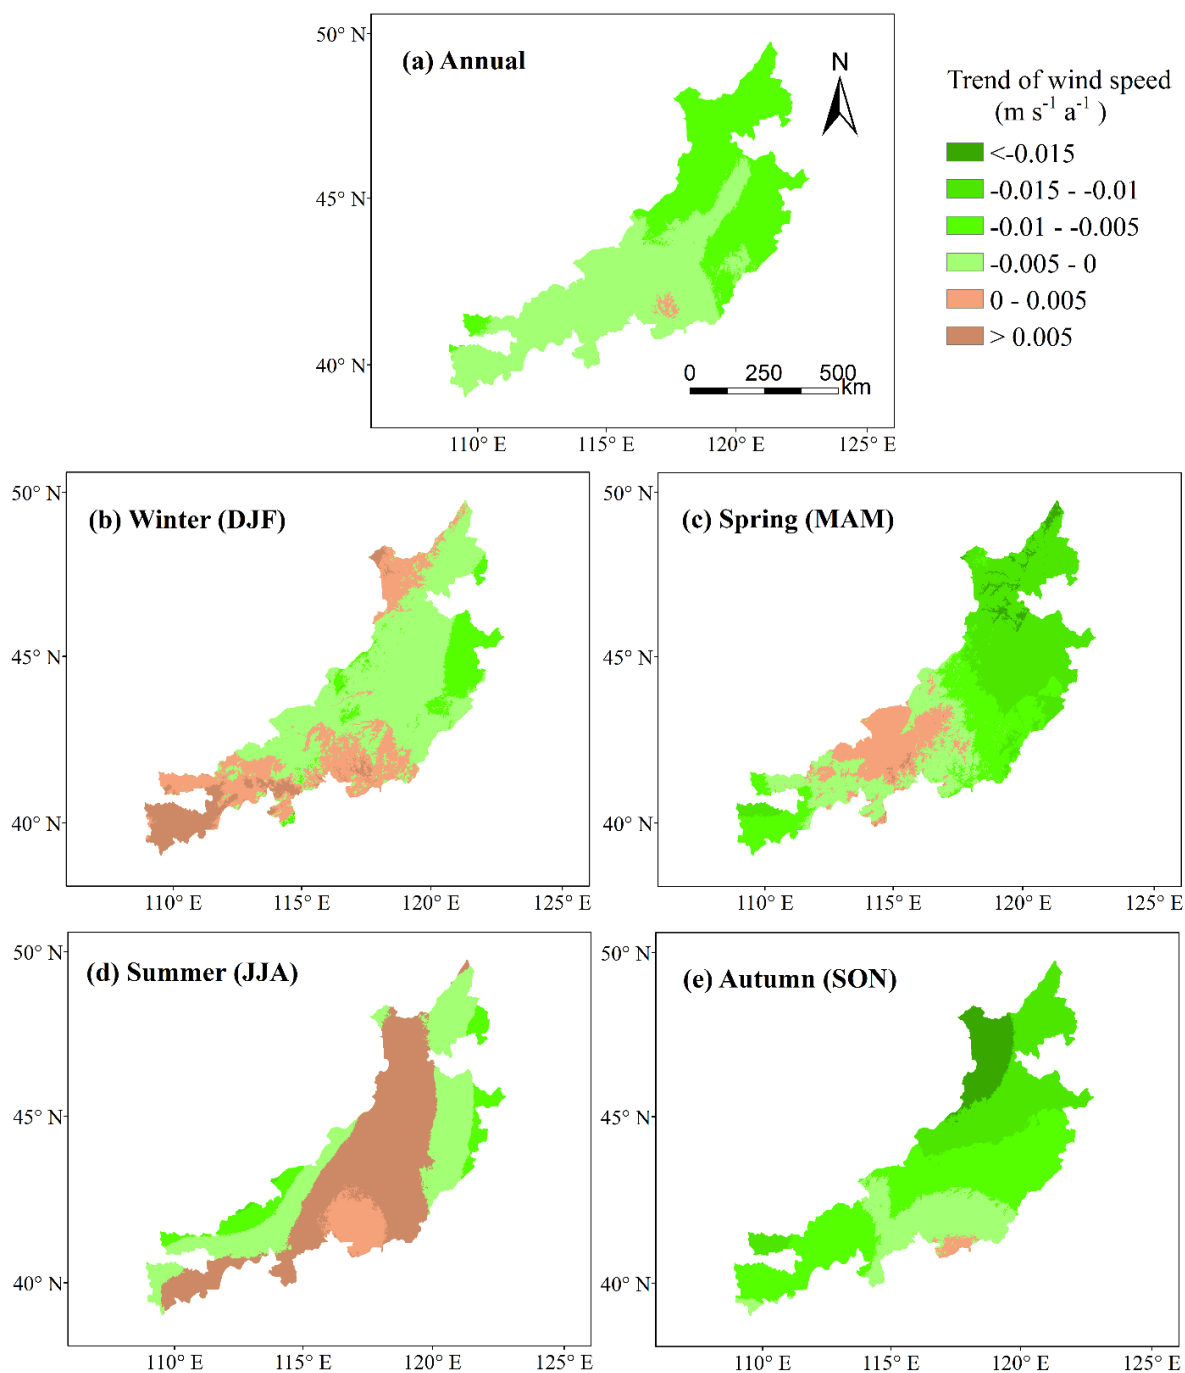 50° N
(a) Annual
N
45° N
40° N
0 250 500
km
110° E 115° E 120° E 125° E
Trend of wind speed
(m s-1 a-1 )
<-0.015
-0.015 - -0.01
-0.01 - -0.005
-0.005 - 0
0 - 0.005
> 0.005
50° N
(b) Winter (DJF)
45° N
40° N
110° E 115° E 120° E 125° E
50° N
(c) Spring (MAM)
45° N
40° N
110° E 115° E 120° E 125° E
50° N
(d) Summer (JJA)
45° N
40° N
110° E 115° E 120° E 125° E
50° N
(e) Autumn (SON)
45° N
40° N
110° E 115° E 120° E 125° E